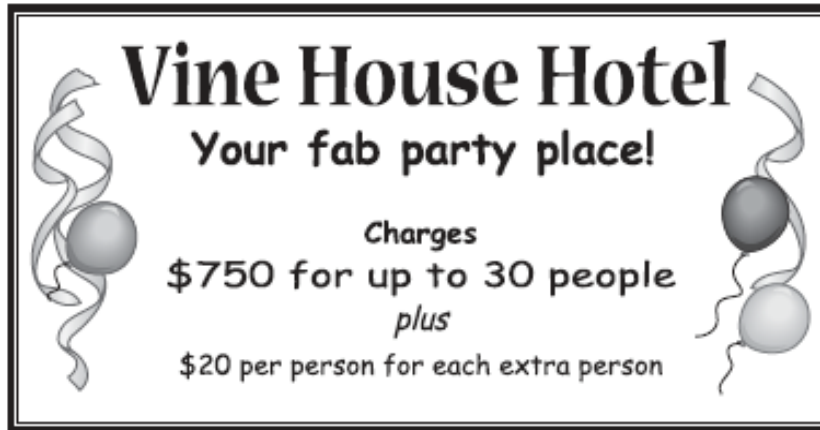 Vine House Hotel
Your fab party place!
Charges
$750 for up to 30 people
plus
$20 per person for each extra person